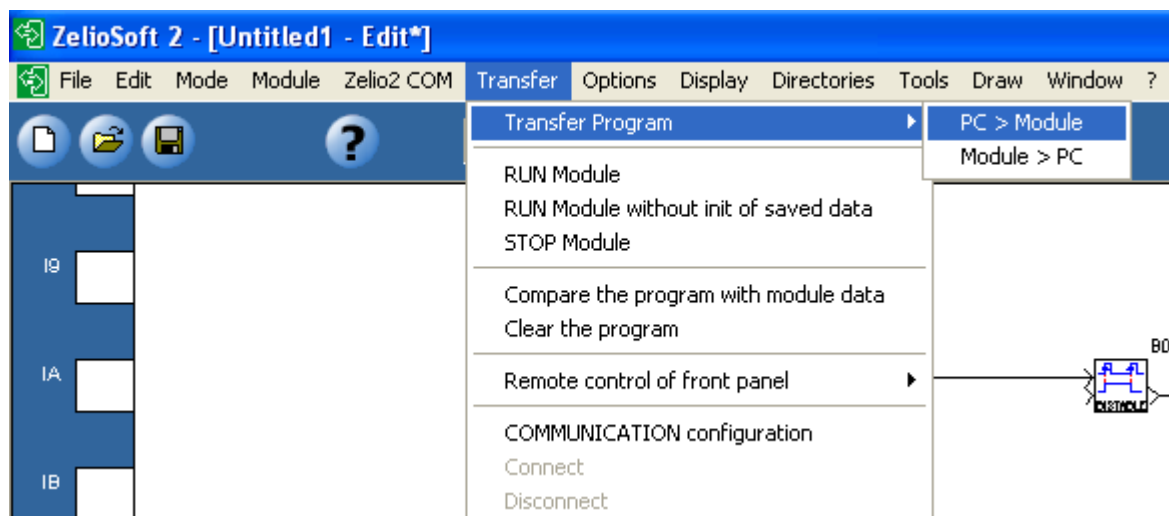 ZelioSoft 2 - [Untitled1 - Edit*]
File Edit Mode Module Zelio2 COM Transfer Options Display Directories Tools Draw Window ?
?
Transfer Program
PC > Module
Module > PC
RUN Module
RUN Module without init of saved data
STOP Module
I9
Compare the program with module data
Clear the program
B0
IA
Remote control of front panel
BISTABLE
COMMUNICATION configuration
Connect
IB
Disconnect